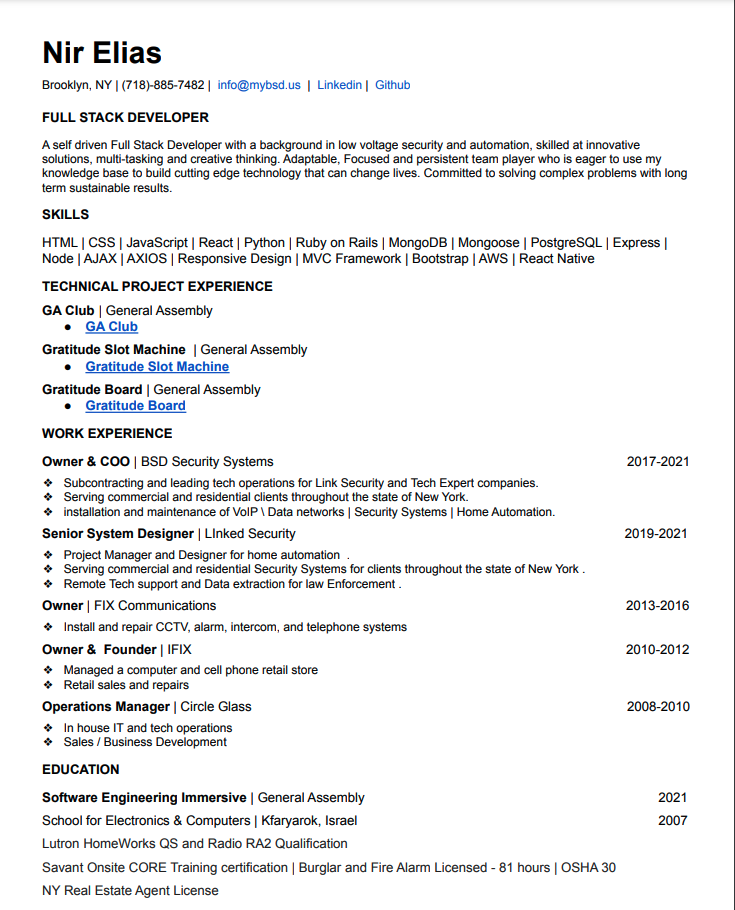 Nir Elias
Brooklyn, NY | (718)-885-7482 | info@mybsd.us | Linkedin | Github
FULL STACK DEVELOPER
A self driven Full Stack Developer with a background in low voltage security and automation, skilled at innovative
solutions, multi-tasking and creative thinking. Adaptable, Focused and persistent team player who is eager to use my
knowledge base to build cutting edge technology that can change lives. Committed to solving complex problems with long
term sustainable results.
SKILLS
HTML | CSS | JavaScript | React | Python | Ruby on Rails | MongoDB | Mongoose | PostgreSQL | Express |
Node | AJAX | AXIOS | Responsive Design | MVC Framework | Bootstrap | AWS | React Native
TECHNICAL PROJECT EXPERIENCE
GA Club | General Assembly
● GA Club
Gratitude Slot Machine | General Assembly
● Gratitude Slot Machine
Gratitude Board | General Assembly
● Gratitude Board
WORK EXPERIENCE
Owner & COO | BSD Security Systems 2017-2021
❖ Subcontracting and leading tech operations for Link Security and Tech Expert companies.
❖ Serving commercial and residential clients throughout the state of New York.
❖ installation and maintenance of VoIP \ Data networks | Security Systems | Home Automation.
Senior System Designer | LInked Security 2019-2021
❖ Project Manager and Designer for home automation .
❖ Serving commercial and residential Security Systems for clients throughout the state of New York .
❖ Remote Tech support and Data extraction for law Enforcement .
Owner | FIX Communications 2013-2016
❖ Install and repair CCTV, alarm, intercom, and telephone systems
Owner & Founder | IFIX 2010-2012
❖ Managed a computer and cell phone retail store
❖ Retail sales and repairs
Operations Manager | Circle Glass 2008-2010
❖ In house IT and tech operations
❖ Sales / Business Development
EDUCATION
Software Engineering Immersive | General Assembly 2021
School for Electronics & Computers | Kfaryarok, Israel 2007
Lutron HomeWorks QS and Radio RA2 Qualification
Savant Onsite CORE Training certification | Burglar and Fire Alarm Licensed - 81 hours | OSHA 30
NY Real Estate Agent License